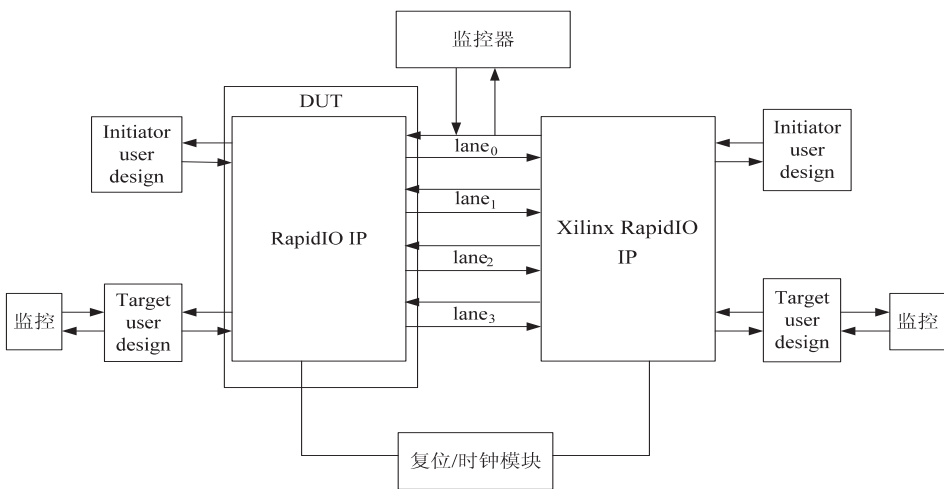 监控器
DUT
Initiator
user
design
RapidIO IP
lane0
lane1
lane2
lane3
Xilinx RapidIO
IP
Initiator
user
design
监控
Target
user
design
Target
user
design
监控
复位/时钟模块